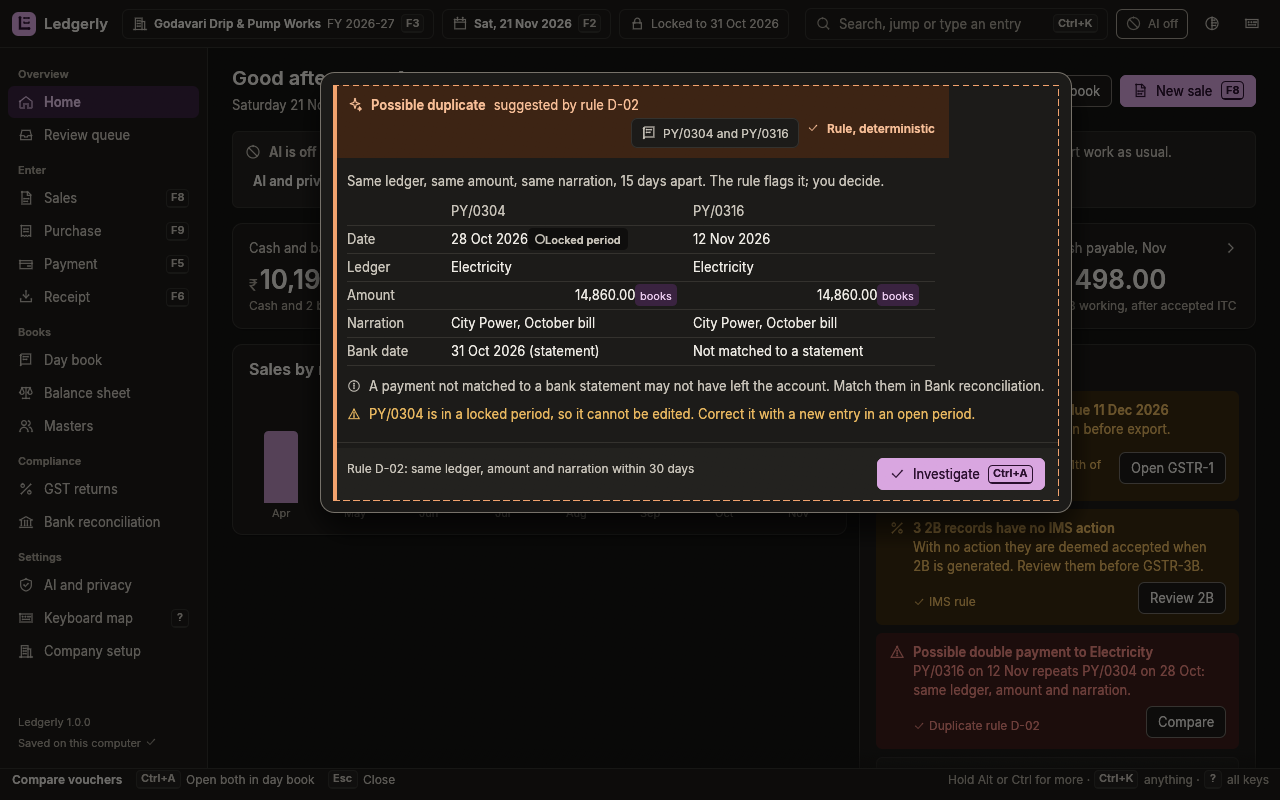 Ledgerly
Godavari Drip & Pump Works FY 2026-27 F3
Sat, 21 Nov 2026 F2
Locked to 31 Oct 2026
Search, jump or type an entry Ctrl+K
AI off
Overview
Home
Review queue
Enter
Sales F8
Purchase F9
Payment F5
Receipt F6
Books
Day book
Balance sheet
Masters
Compliance
GST returns
Bank reconciliation
Settings
AI and privacy
Keyboard map ?
Company setup
Ledgerly 1.0.0
Saved on this computer
Good afte
Saturday 21 No
book
New sale F8
AI is off
rt work as usual.
AI and priv
Cash and ba
₹10,19
Cash and 2 b
sh payable, Nov
498.00
B working, after accepted ITC
Sales by
Apr May Jun Jul Aug Sep Oct Nov
Possible duplicate suggested by rule D-02
PY/0304 and PY/0316
Rule, deterministic
Same ledger, same amount, same narration, 15 days apart. The rule flags it; you decide.
PY/0304 PY/0316
Date 28 Oct 2026 Locked period 12 Nov 2026
Ledger Electricity Electricity
Amount 14,860.00 books 14,860.00 books
Narration City Power, October bill City Power, October bill
Bank date 31 Oct 2026 (statement) Not matched to a statement
A payment not matched to a bank statement may not have left the account. Match them in Bank reconciliation.
PY/0304 is in a locked period, so it cannot be edited. Correct it with a new entry in an open period.
Rule D-02: same ledger, amount and narration within 30 days
Investigate Ctrl+A
due 11 Dec 2026
n before export.
lth of
Open GSTR-1
3 2B records have no IMS action
With no action they are deemed accepted when
2B is generated. Review them before GSTR-3B.
IMS rule
Review 2B
Possible double payment to Electricity
PY/0316 on 12 Nov repeats PY/0304 on 28 Oct:
same ledger, amount and narration.
Duplicate rule D-02
Compare
Compare vouchers Ctrl+A Open both in day book Esc Close
Hold Alt or Ctrl for more · Ctrl+K anything · ? all keys